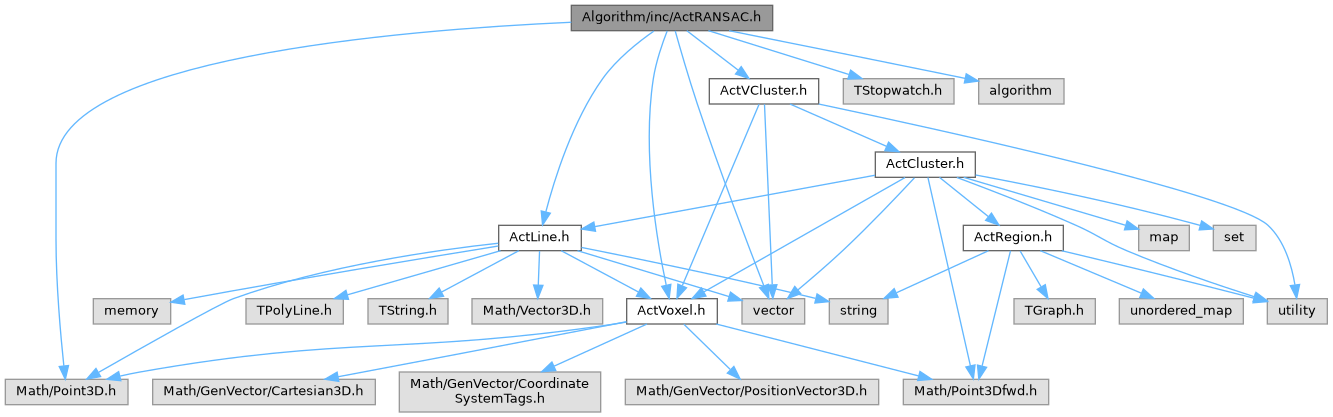 Algorithm/inc/ActRANSAC.h
ActVCluster.h
TStopwatch.h
algorithm
ActCluster.h
ActLine.h
ActRegion.h
map
set
memory
TPolyLine.h
TString.h
Math/Vector3D.h
ActVoxel.h
vector
string
TGraph.h
unordered_map
utility
Math/Point3D.h
Math/GenVector/Cartesian3D.h
Math/GenVector/Coordinate
SystemTags.h
Math/GenVector/PositionVector3D.h
Math/Point3Dfwd.h